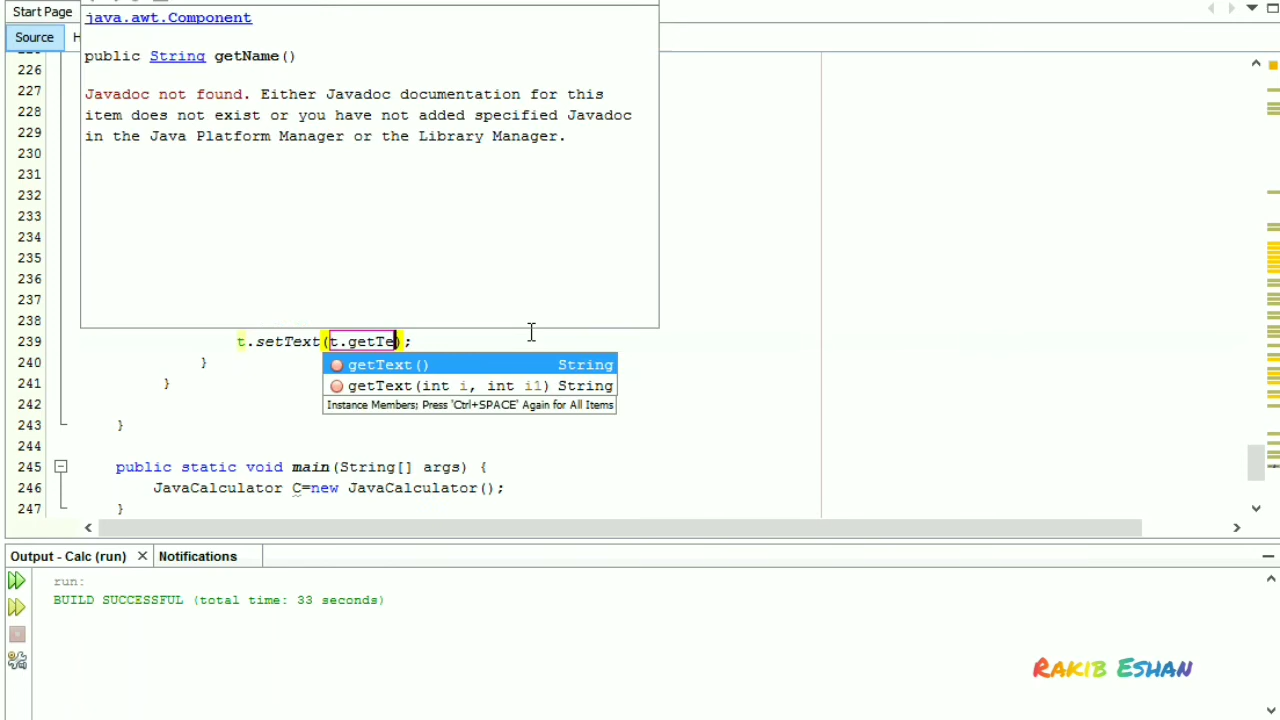 Start Page
java.awt.Component
Source H
public String getName()
226
227 Javadoc not found. Either Javadoc documentation for this
228 item does not exist or you have not added specified Javadoc
229 in the Java Platform Manager or the Library Manager.
230
231
232
233
234
235
236
237
238
239 t.setText(t.getTe);
240 }
getText() String
241 }
getText(int i, int i1) String
242
Instance Members; Press 'Ctrl+SPACE' Again for All Items
243 }
244
245 public static void main(String[] args) {
246 JavaCalculator C=new JavaCalculator();
247 }
Output - Calc (run) Notifications
run:
BUILD SUCCESSFUL (total time: 33 seconds)
Rakib Eshan